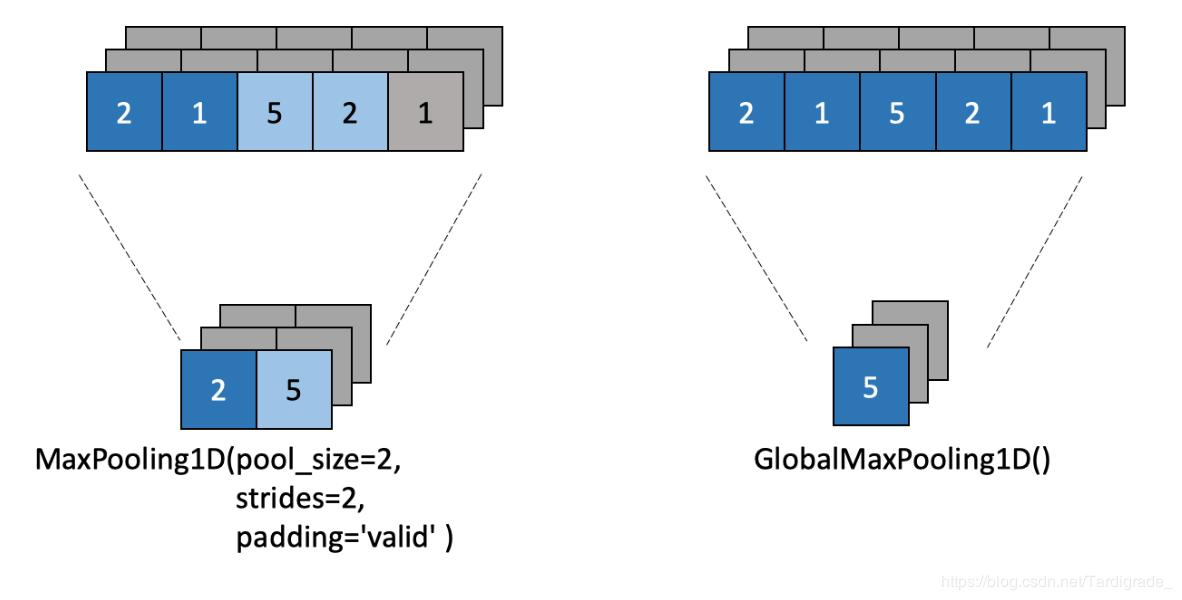 2 1 5 2 1
2 5
MaxPooling1D(pool_size=2,
strides=2,
padding='valid' )
2 1 5 2 1
5
GlobalMaxPooling1D()
https://blog.csdn.net/Tardigrade_